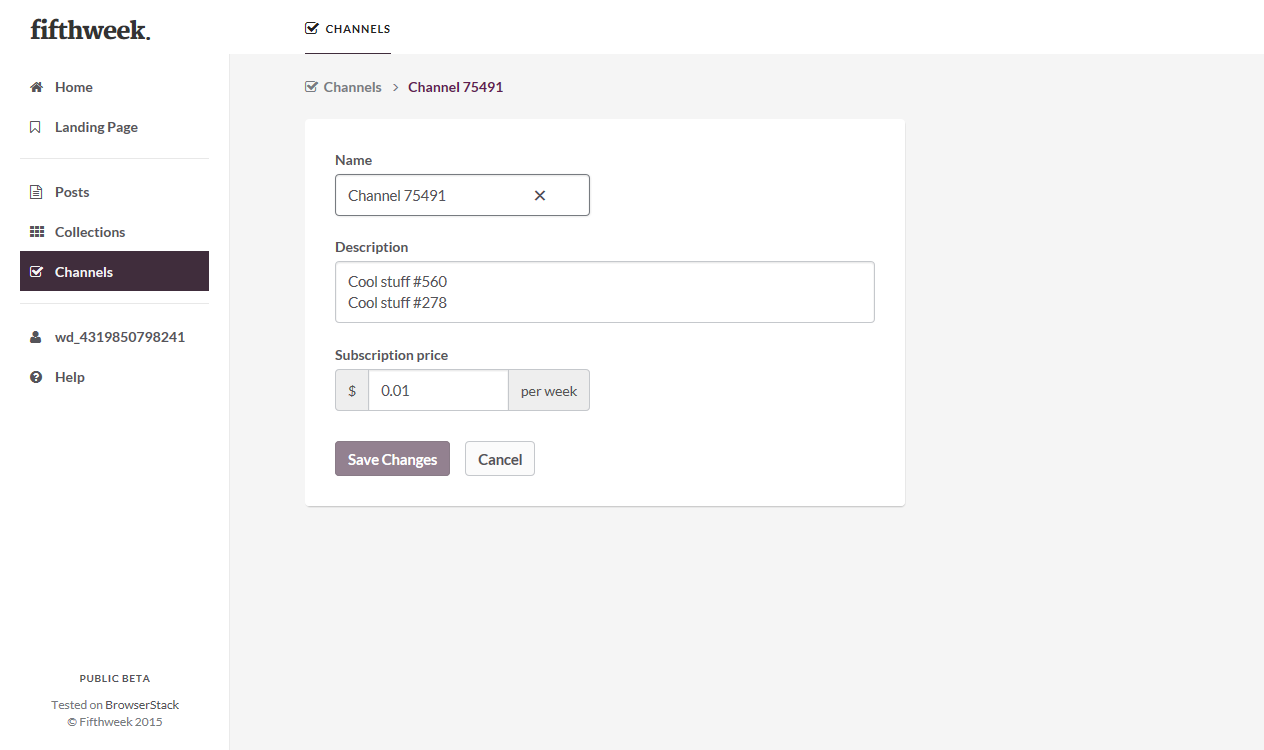 fifthweek.
CHANNELS
Home
Landing Page
Posts
Collections
Channels
wd_4319850798241
Help
PUBLIC BETA
Tested on BrowserStack
© Fifthweek 2015
Channels > Channel 75491
Name
Channel 75491
Description
Cool stuff #560
Cool stuff #278
Subscription price
$ 0.01 per week
Save Changes Cancel